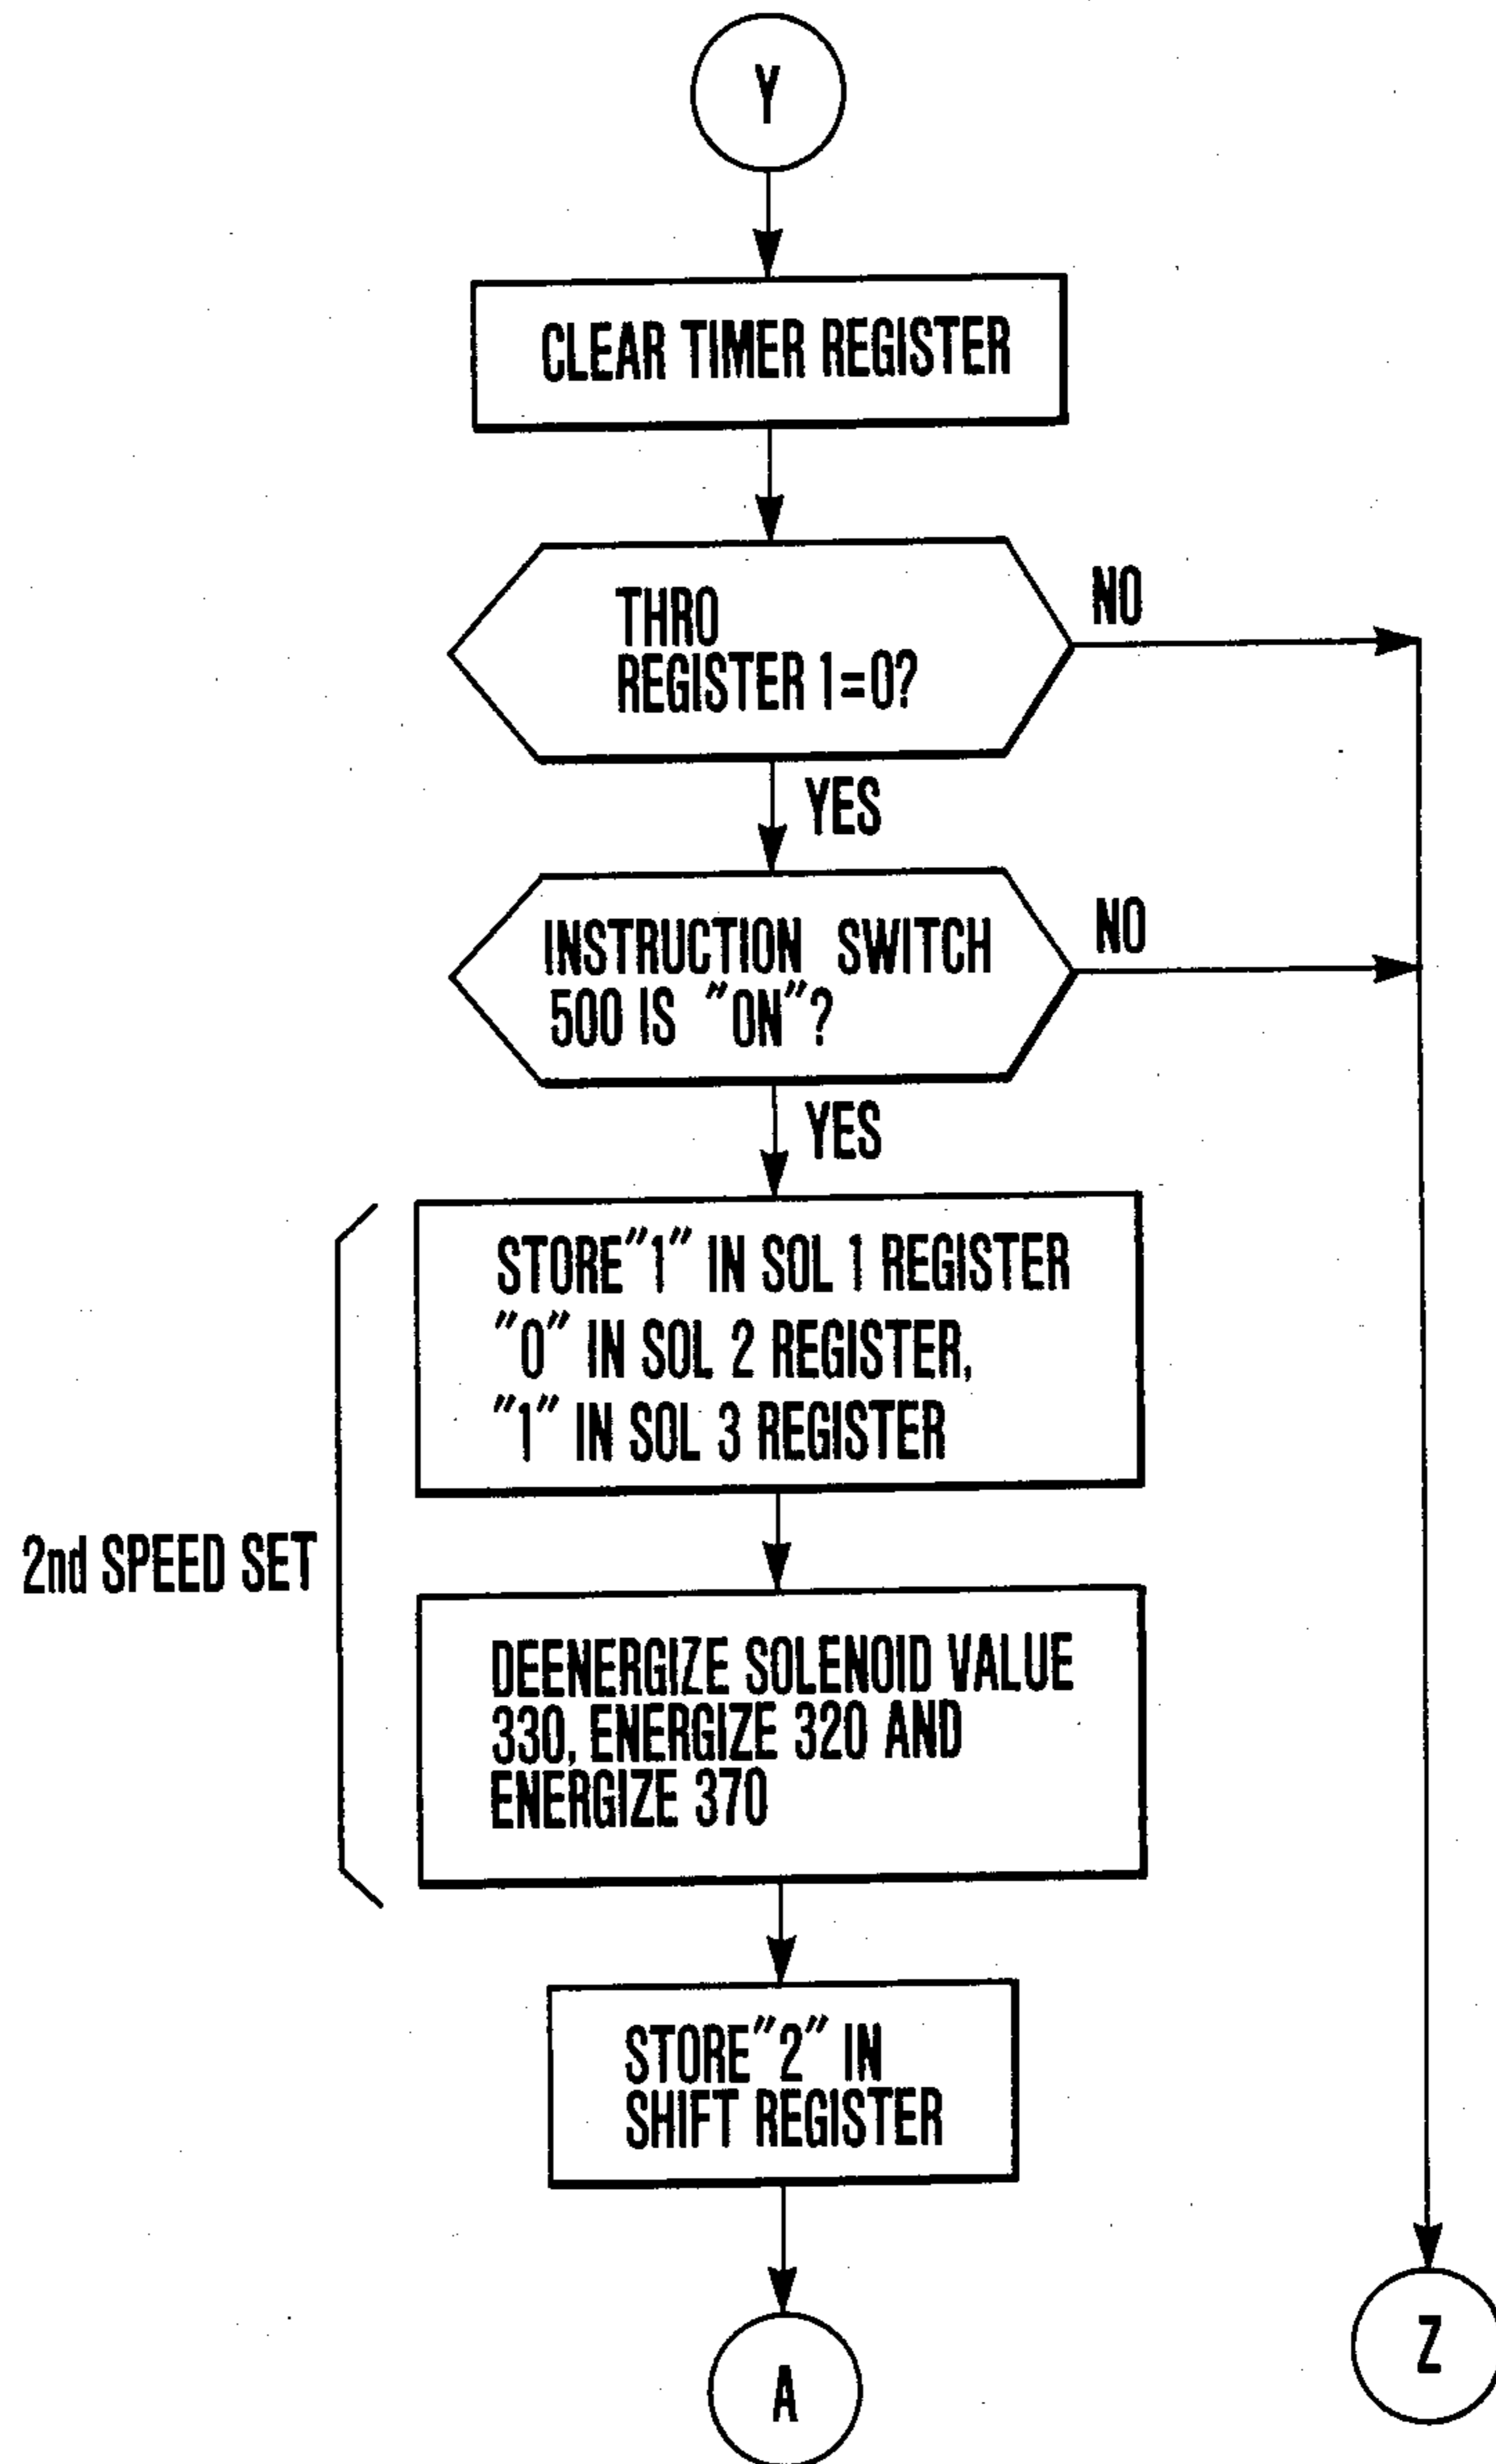 Y
CLEAR TIMER REGISTER
THRO
REGISTER 1=0?
NO
YES
INSTRUCTION SWITCH
500 IS "ON"?
NO
YES
STORE"1" IN SOL 1 REGISTER
"0" IN SOL 2 REGISTER,
"1" IN SOL 3 REGISTER
2nd SPEED SET
DEENERGIZE SOLENOID VALUE
330, ENERGIZE 320 AND
ENERGIZE 370
STORE"2" IN
SHIFT REGISTER
Z
A